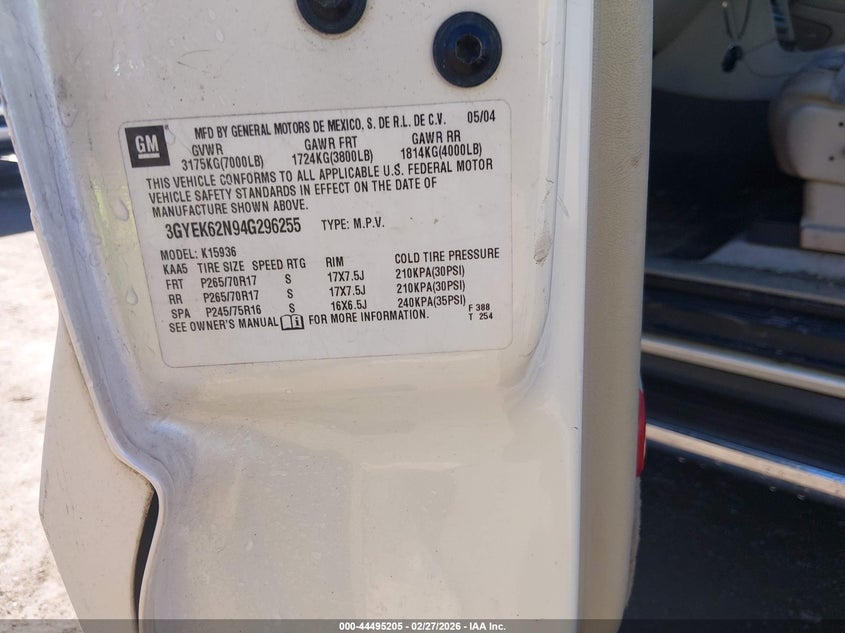 GM
MFD BY GENERAL MOTORS DE MEXICO, S. DE R.L. DE C.V. 05/04
GVWR GAWR FRT GAWR RR
3175KG(7000LB) 1724KG(3800LB) 1814KG(4000LB)
THIS VEHICLE CONFORMS TO ALL APPLICABLE U.S. FEDERAL MOTOR
VEHICLE SAFETY STANDARDS IN EFFECT ON THE DATE OF
MANUFACTURE SHOWN ABOVE.
3GYEK62N94G296255 TYPE: M.P.V.
MODEL: K15936
KAA5 TIRE SIZE SPEED RTG RIM COLD TIRE PRESSURE
FRT P265/70R17 S 17X7.5J 210KPA(30PSI)
RR P265/70R17 S 17X7.5J 210KPA(30PSI)
SPA P245/75R16 S 16X6.5J 240KPA(35PSI)
SEE OWNER'S MANUAL FOR MORE INFORMATION.
F 388
T 254
000-44495205 - 02/27/2026 - IAA Inc.